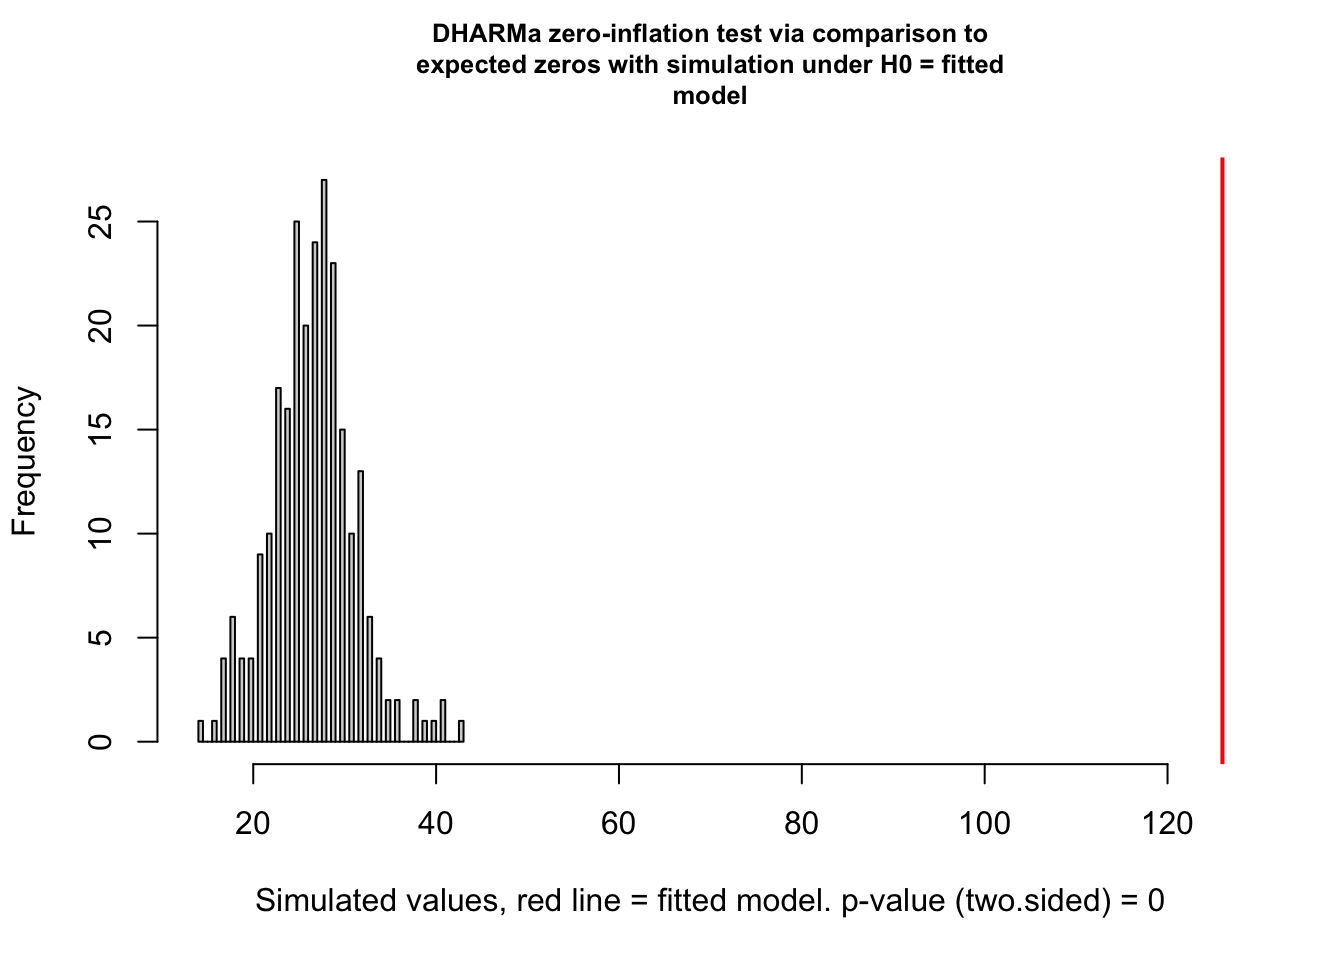 DHARMa zero-inflation test via comparison to
expected zeros with simulation under H0 = fitted
model
Frequency
25
20
15
10
5
0
20 40 60 80 100 120
Simulated values, red line = fitted model. p-value (two.sided) = 0